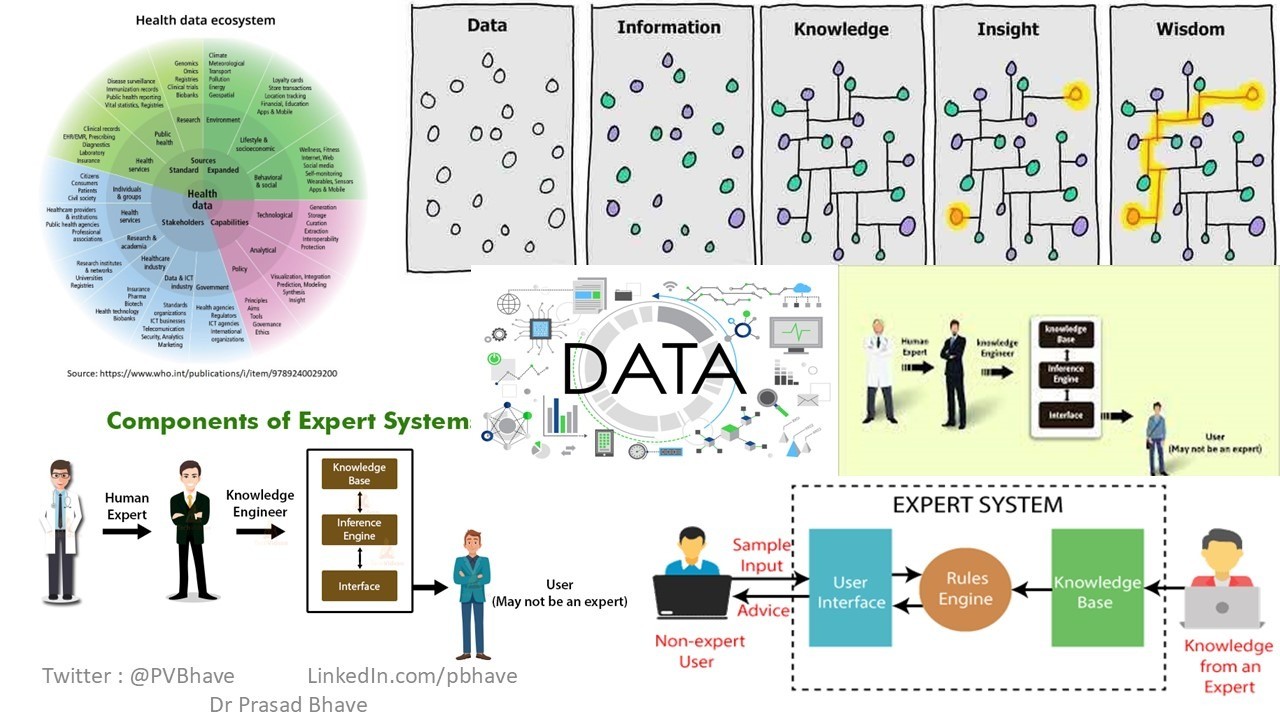 Health data ecosystem
Climate
Meteorological
Transport
Pollution
Energy
Geospatial
Genomics
Omics
Registries
Clinical trials
Biobanks
Loyalty cards
Store transactions
Location tracking
Financial, Education
Apps & Mobile
Disease surveillance
Immunization records
Public health reporting
Vital statistics, Registries
Research
Environment
Clinical records
EHR/EMR, Prescribing
Diagnostics
Laboratory
Insurance
Public
health
Lifestyle &
socioeconomic
Wellness, Fitness
Internet, Web
Social media
Self-monitoring
Wearables, Sensors
Apps & Mobile
Health
services
Sources
Standard
Expanded
Behavioral
& social
Citizens
Consumers
Patients
Civil society
Individuals
& groups
Health
data
Healthcare providers
& institutions
Public health agencies
Professional
associations
Health
services
Stakeholders
Capabilities
Technological
Generation
Storage
Curation
Extraction
Interoperability
Protection
Research &
academia
Analytical
Research institutes
& networks
Universities
Registries
Healthcare
industry
Policy
Visualization, Integration
Prediction, Modeling
Synthesis
Insight
Data & ICT
industry
Government
Insurance
Pharma
Biotech
Health technology
Biobanks
Standards
organizations
ICT businesses
Telecomunication
Security, Analytics
Marketing
Health agencies
Regulators
ICT agencies
International
organizations
Principles
Aims
Tools
Governance
Ethics
Source: https://www.who.int/publications/i/item/9789240029200
Data
Information
Knowledge
Insight
Wisdom
DATA
Human
Expert
knowledge
Engineer
knowledge
Base
Inference
Engine
Interface
User
(May not be an expert)
Components of Expert Systems
Human
Expert
Knowledge
Engineer
Knowledge
Base
Inference
Engine
Interface
User
(May not be an expert)
EXPERT SYSTEM
Sample
Input
Advice
Non-expert
User
User
Interface
Rules
Engine
Knowledge
Base
Knowledge
from an
Expert
Twitter : @PVBhave
LinkedIn.com/pbhave
Dr Prasad Bhave